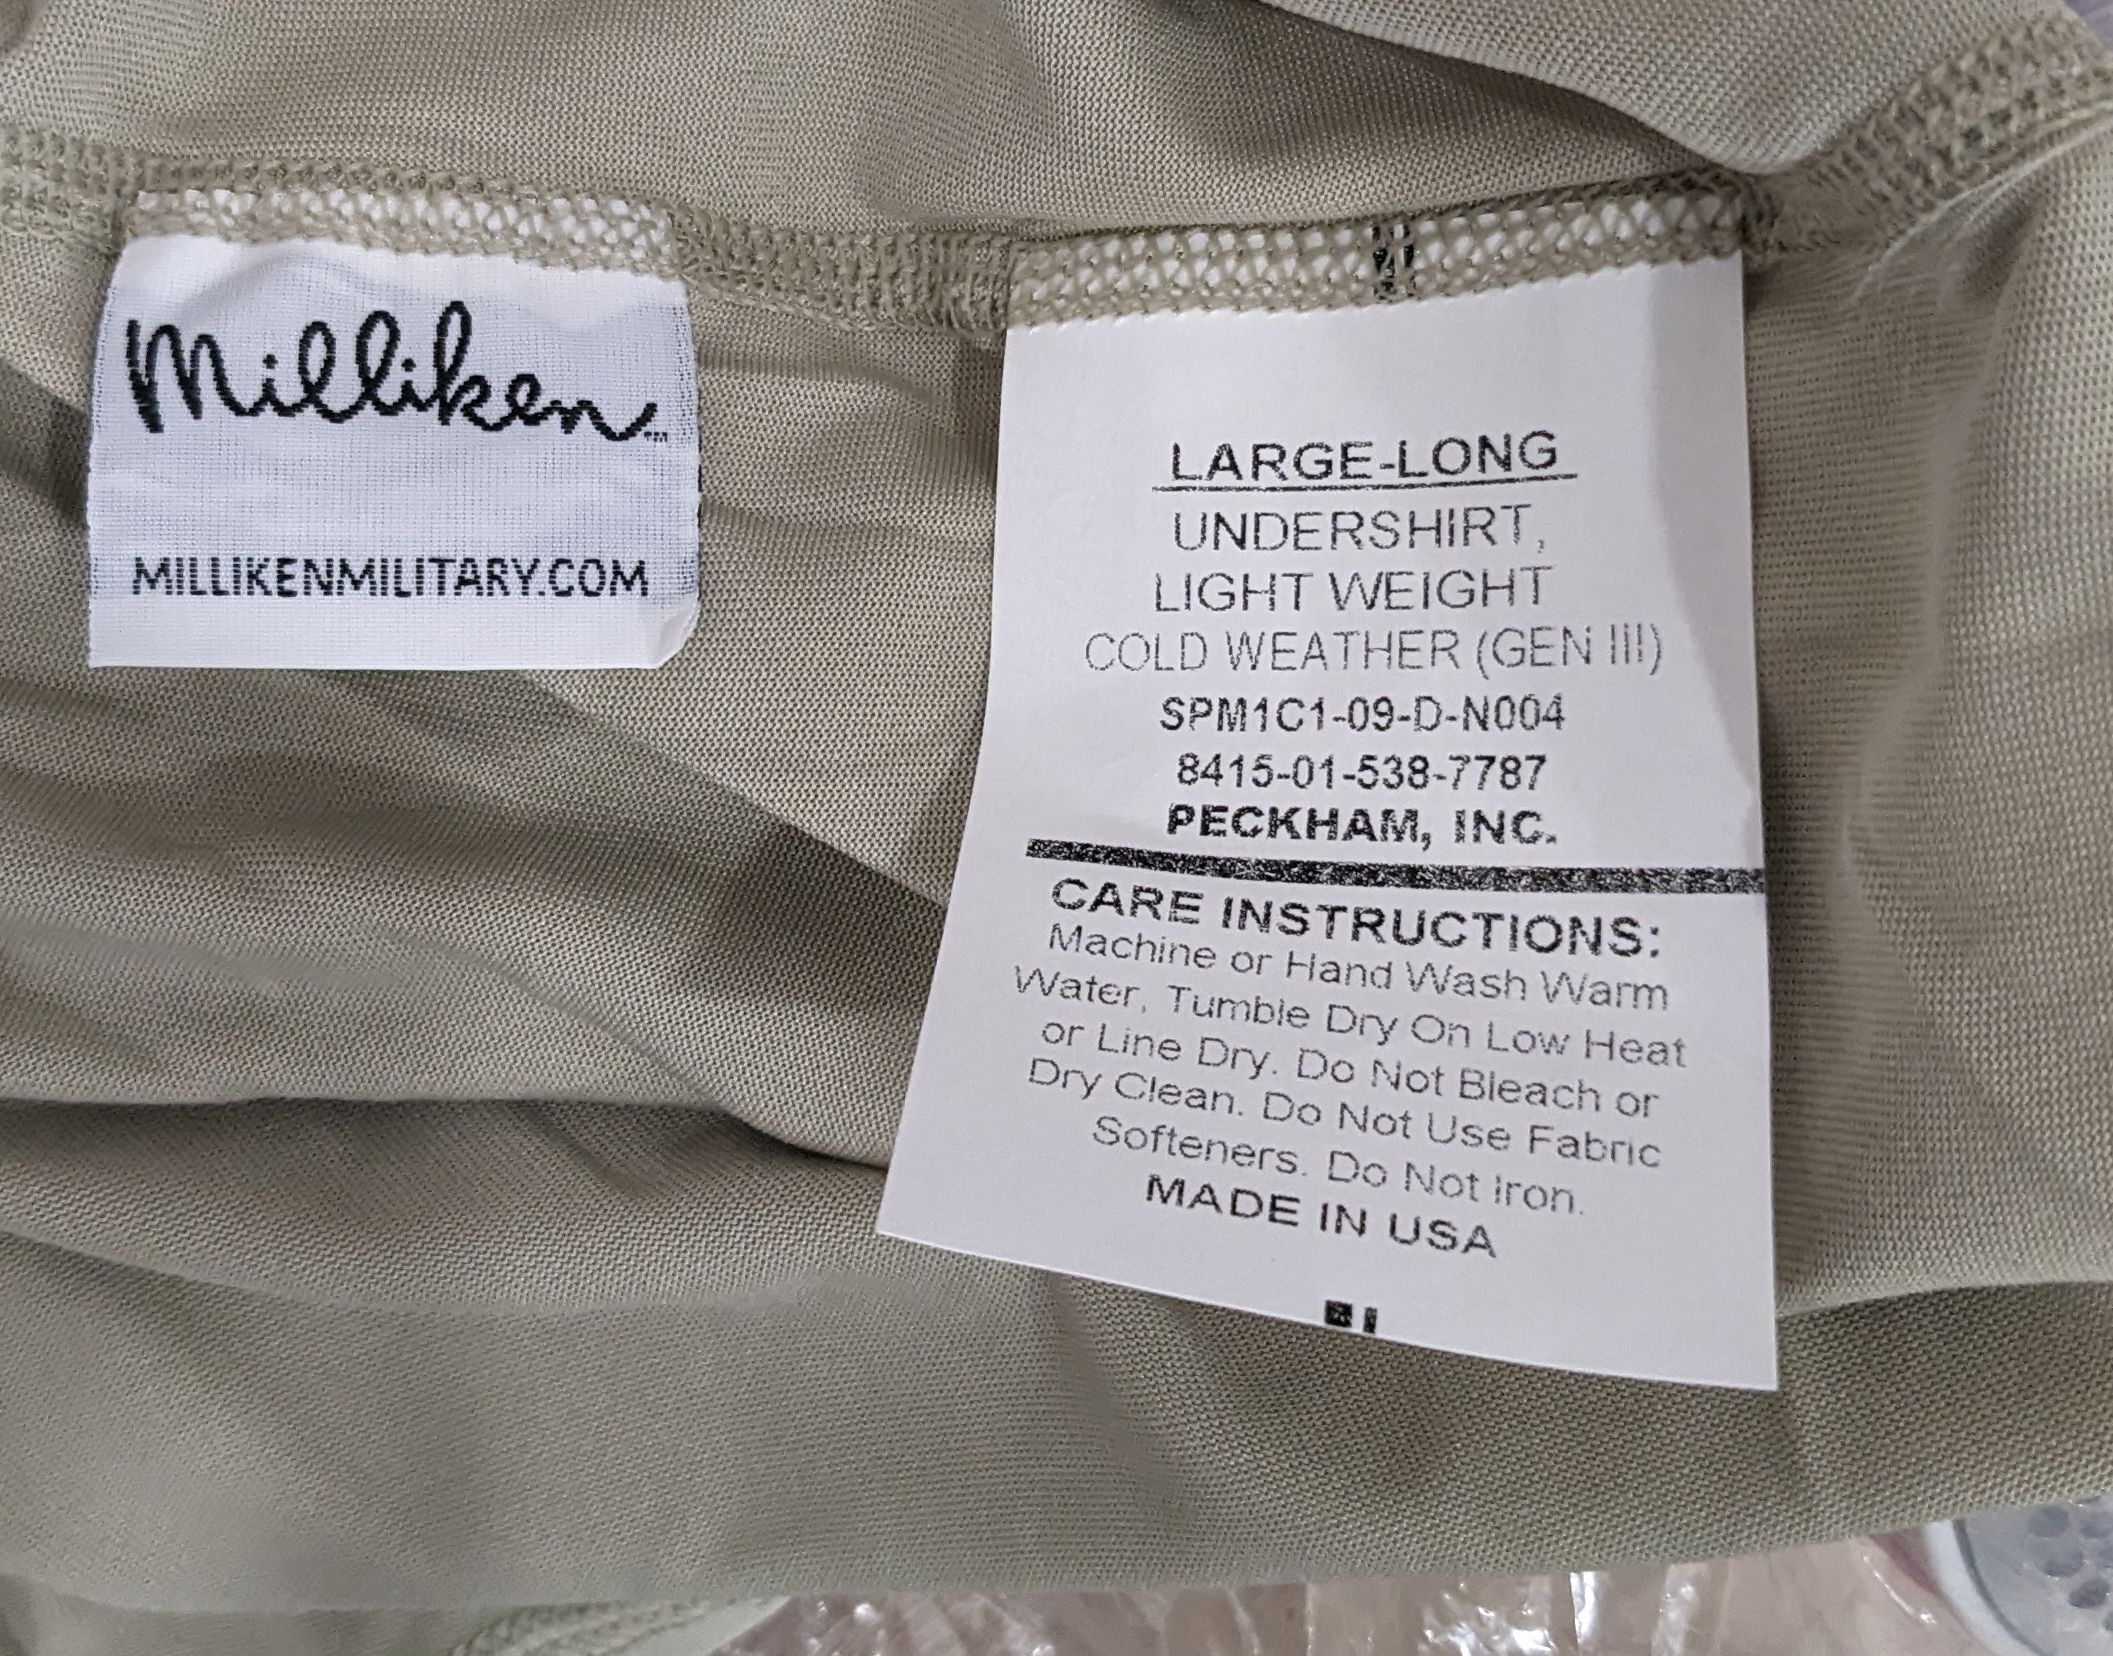 Milliken™
MILLIKENMILITARY.COM
LARGE-LONG
UNDERSHIRT,
LIGHT WEIGHT
COLD WEATHER (GEN III)
SPM1C1-09-D-N004
8415-01-538-7787
PECKHAM, INC.
CARE INSTRUCTIONS:
Machine or Hand Wash Warm
Water, Tumble Dry On Low Heat
or Line Dry. Do Not Bleach or
Dry Clean. Do Not Use Fabric
Softeners. Do Not Iron.
MADE IN USA